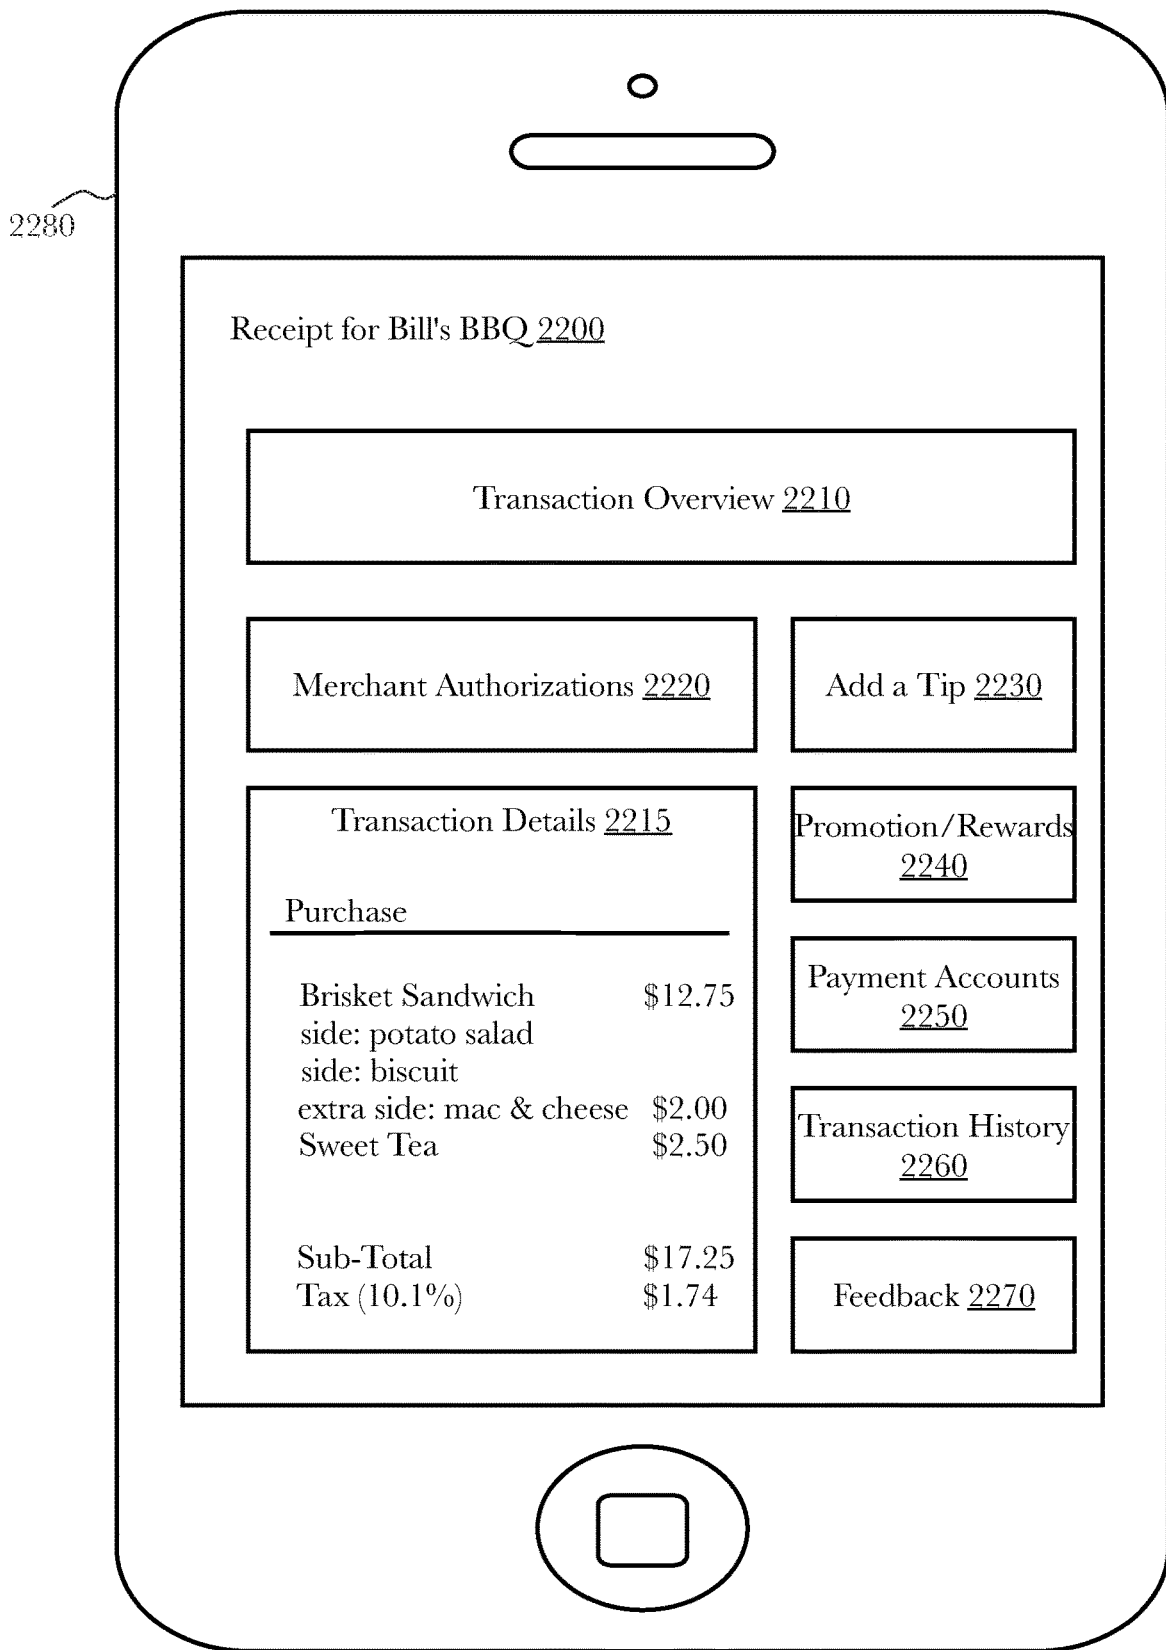 2280
Receipt for Bill's BBQ 2200
Transaction Overview 2210
Merchant Authorizations 2220
Add a Tip 2230
Transaction Details 2215
Purchase
Brisket Sandwich $12.75
side: potato salad
side: biscuit
extra side: mac & cheese $2.00
Sweet Tea $2.50
Sub-Total $17.25
Tax (10.1%) $1.74
Promotion/Rewards
2240
Payment Accounts
2250
Transaction History
2260
Feedback 2270